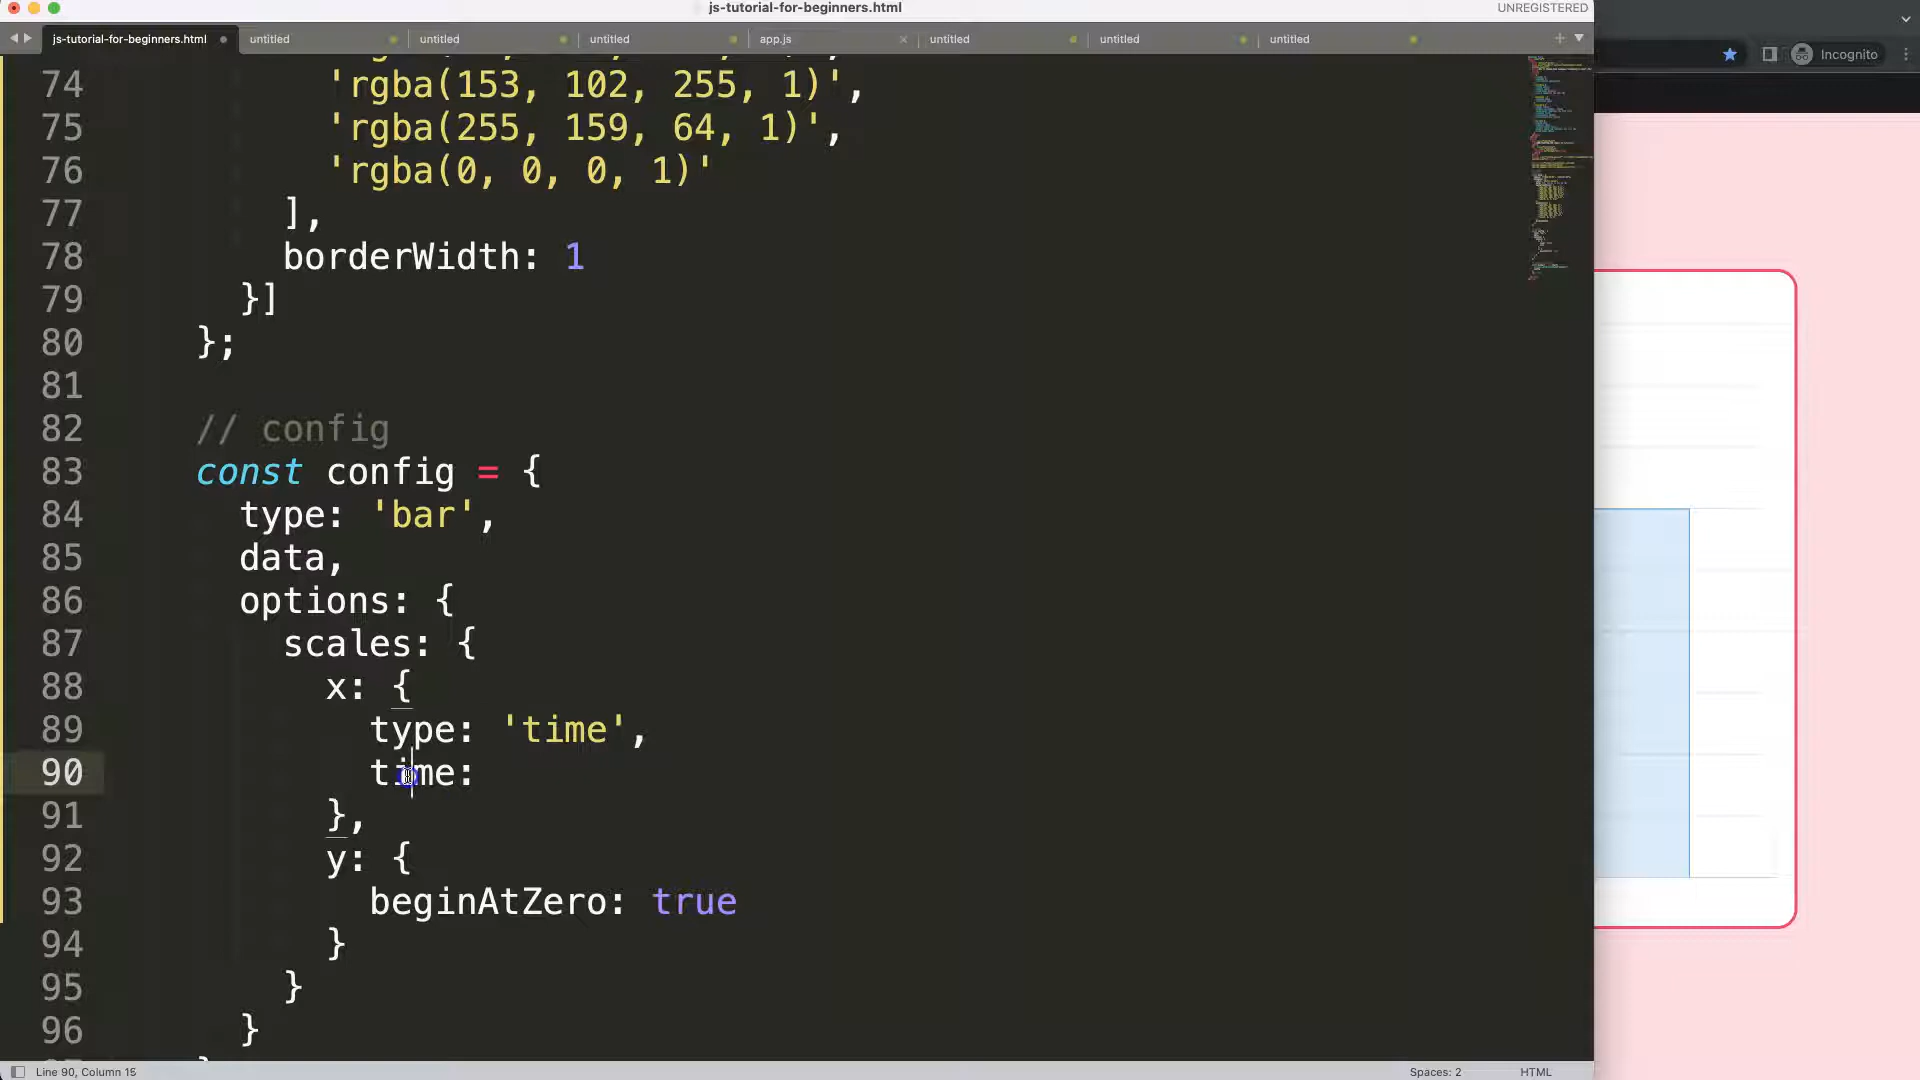 js-tutorial-for-beginners.html
UNREGISTERED
js-tutorial-for-beginners.html untitled untitled untitled app.js untitled untitled untitled
Incognito
74 'rgba(153, 102, 255, 1)',
75 'rgba(255, 159, 64, 1)',
76 'rgba(0, 0, 0, 1)'
77 ],
78 borderWidth: 1
79 }]
80 };
81
82 // config
83 const config = {
84 type: 'bar',
85 data,
86 options: {
87 scales: {
88 x: {
89 type: 'time',
90 time:
91 },
92 y: {
93 beginAtZero: true
94 }
95 }
96 }
Line 90, Column 15
Spaces: 2
HTML